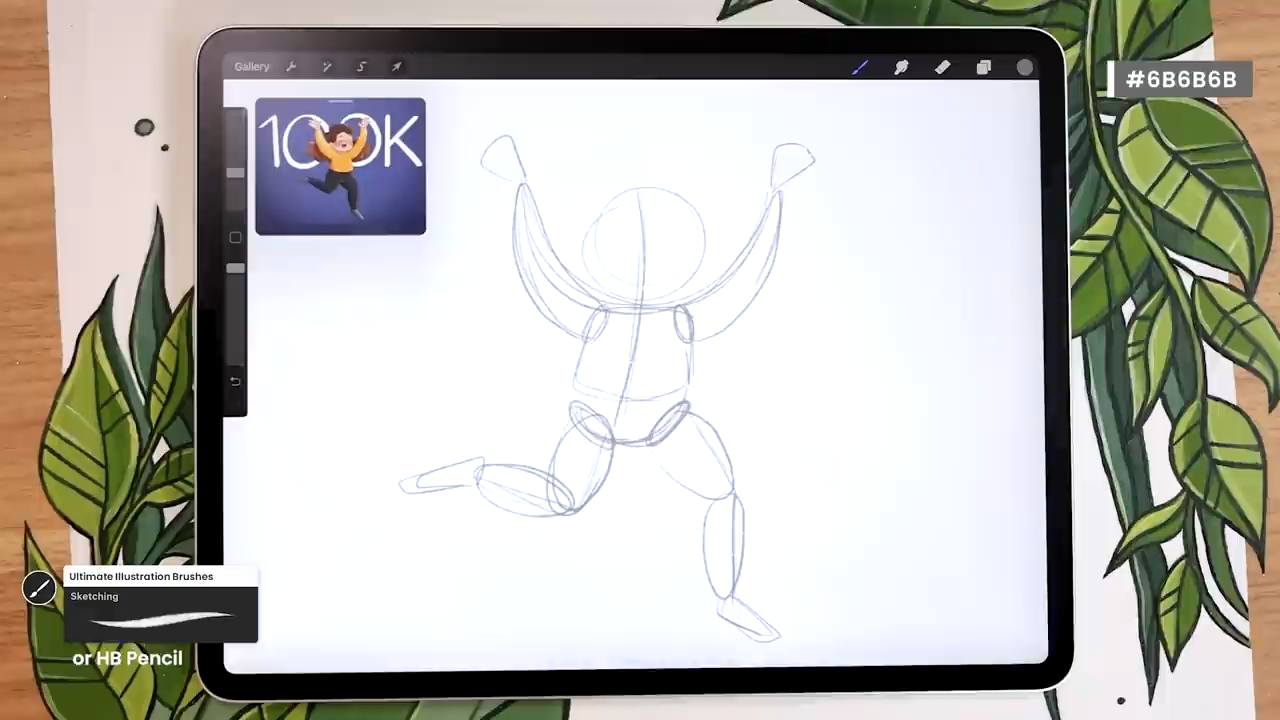 Gallery
#6B6B6B
100K
Ultimate Illustration Brushes
Sketching
or HB Pencil